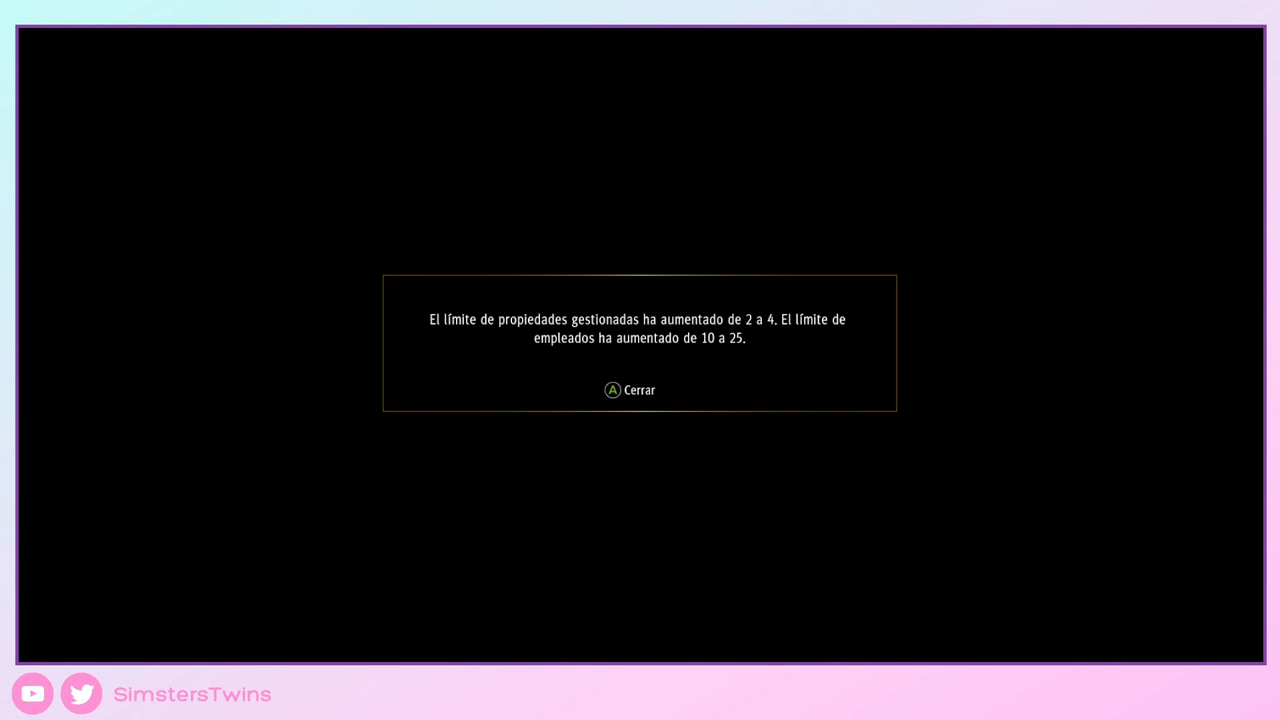 El límite de propiedades gestionadas ha aumentado de 2 a 4. El límite de
empleados ha aumentado de 10 a 25.
A Cerrar
SimstersTwins